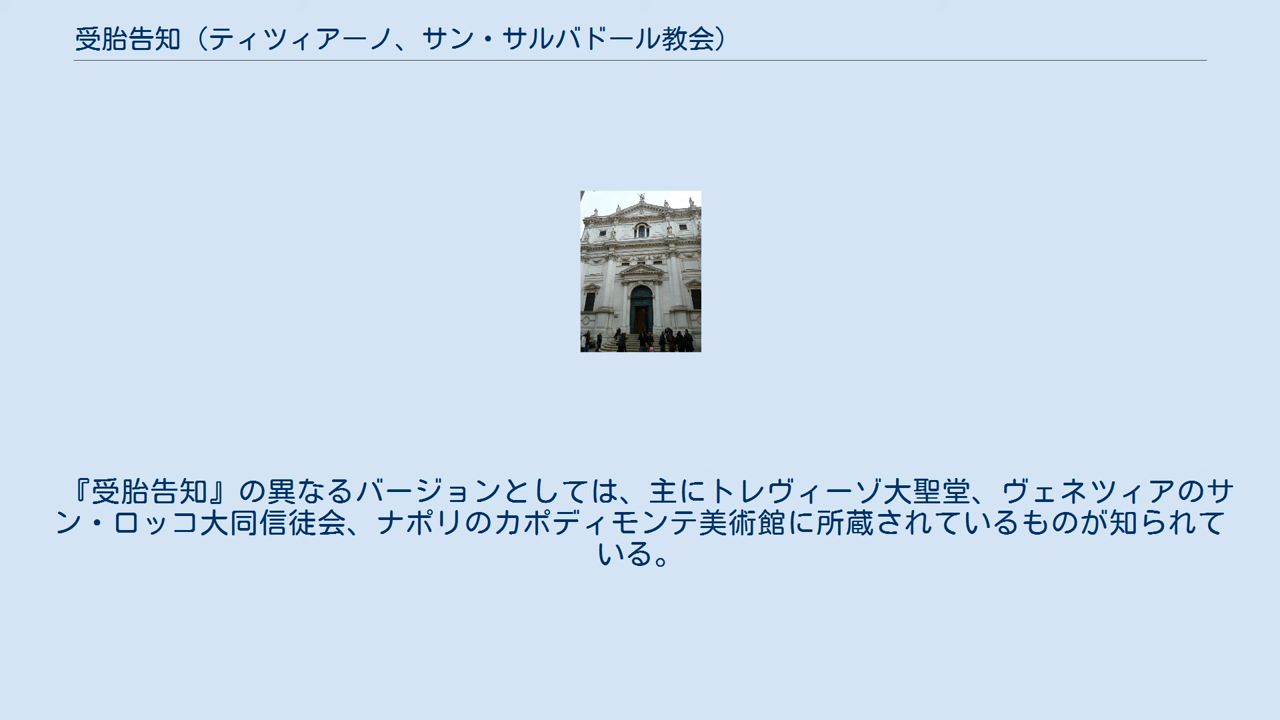 受胎告知（ティツィアーノ、サン・サルバドール教会）
『受胎告知』の異なるバージョンとしては、主にトレヴィーゾ大聖堂、ヴェネツィアのサ
ン・ロッコ大同信徒会、ナポリのカポディモンテ美術館に所蔵されているものが知られて
いる。